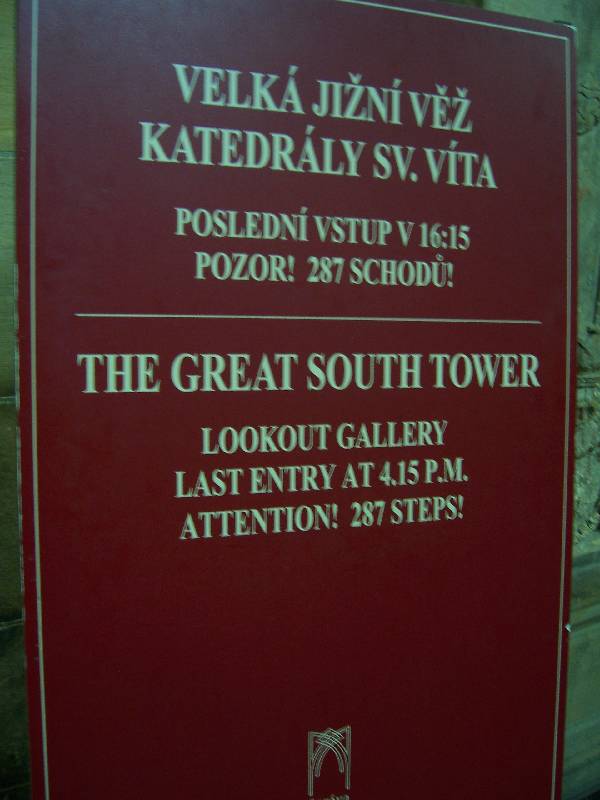 VELKÁ JIŽNÍ VĚŽ
KATEDRÁLY SV. VÍTA
POSLEDNÍ VSTUP V 16:15
POZOR! 287 SCHODŮ!
THE GREAT SOUTH TOWER
LOOKOUT GALLERY
LAST ENTRY AT 4.15 P.M.
ATTENTION! 287 STEPS!